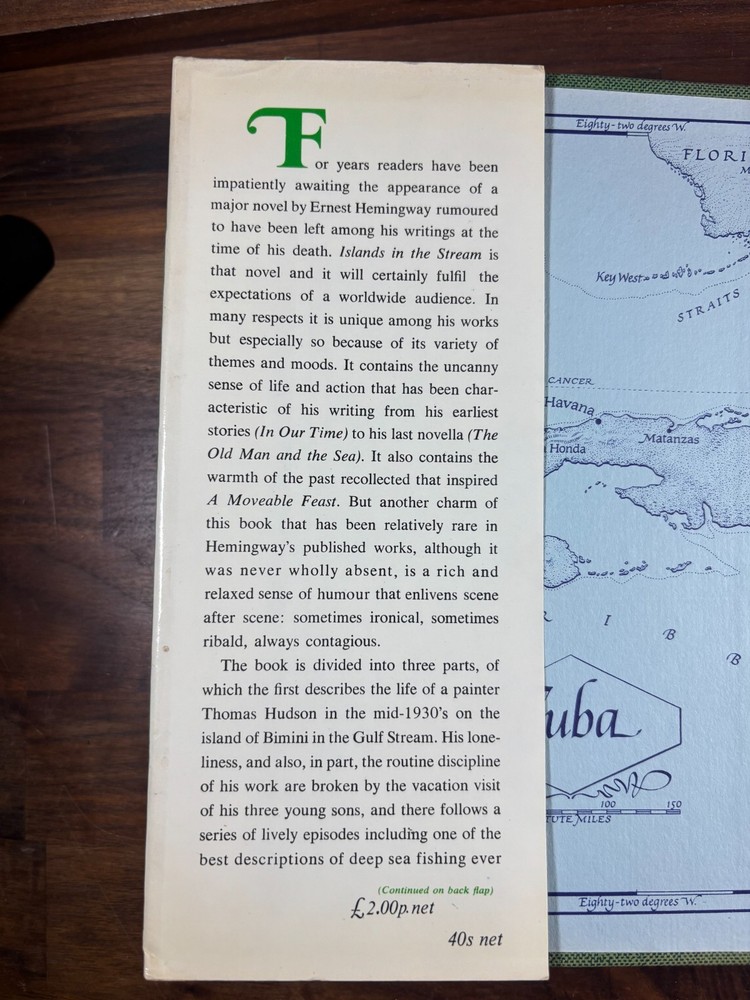 For years readers have been
impatiently awaiting the appearance of a
major novel by Ernest Hemingway rumoured
to have been left among his writings at the
time of his death. Islands in the Stream is
that novel and it will certainly fulfil the
expectations of a worldwide audience. In
many respects it is unique among his works
but especially so because of its variety of
themes and moods. It contains the uncanny
sense of life and action that has been char-
acteristic of his writing from his earliest
stories (In Our Time) to his last novella (The
Old Man and the Sea). It also contains the
warmth of the past recollected that inspired
A Moveable Feast. But another charm of
this book that has been relatively rare in
Hemingway's published works, although it
was never wholly absent, is a rich and
relaxed sense of humour that enlivens scene
after scene: sometimes ironical, sometimes
ribald, always contagious.
The book is divided into three parts, of
which the first describes the life of a painter
Thomas Hudson in the mid-1930's on the
island of Bimini in the Gulf Stream. His lone-
liness, and also, in part, the routine discipline
of his work are broken by the vacation visit
of his three young sons, and there follows a
series of lively episodes including one of the
best descriptions of deep sea fishing ever
(Continued on back flap)
£2.00p.net
40s net
Eighty-two degrees W.
FLORI
M
Key West
STRAITS
CANCER
Havana
Matanzas
Honda
I
B
B
uba
100 150
TUTE MILES
Eighty-two degrees W.